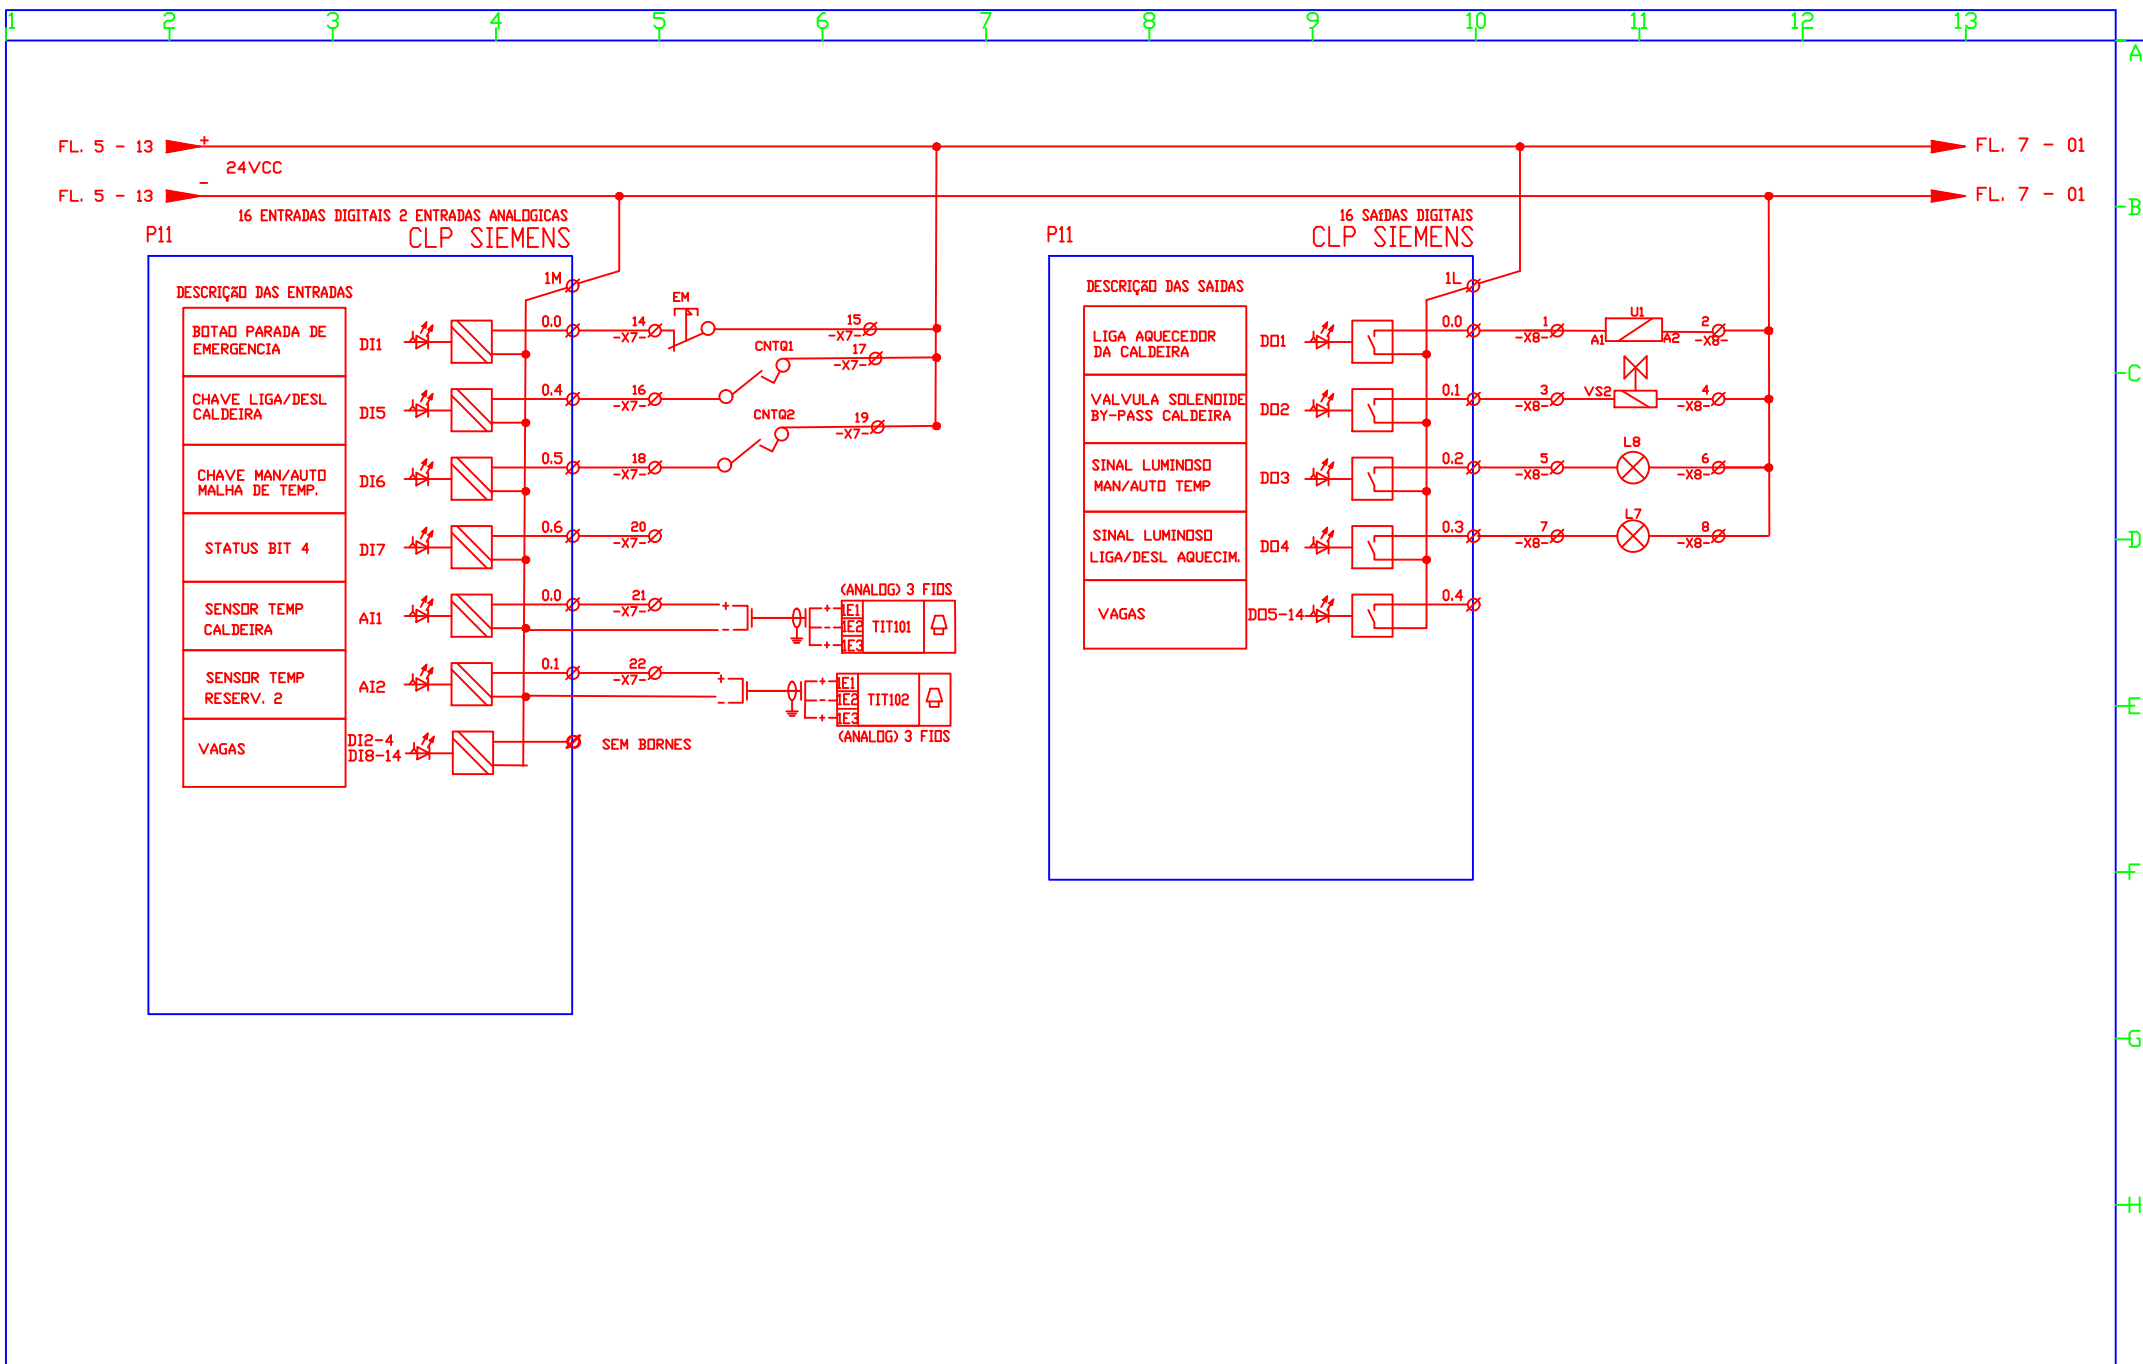 1 2 3 4 5 6 7 8 9 10 11 12 13
A
B
C
D
E
F
G
H
FL. 5 - 13
+
24VCC
FL. 5 - 13
-
FL. 7 - 01
FL. 7 - 01
16 ENTRADAS DIGITAIS 2 ENTRADAS ANALOGICAS
P11
CLP SIEMENS
1M
DESCRIÇÃO DAS ENTRADAS
BOTAO PARADA DE
EMERGENCIA
DI1
0.0
14
-X7-
EM
15
-X7-
CHAVE LIGA/DESL
CALDEIRA
DI5
0.4
16
-X7-
CNTQ1
17
-X7-
CHAVE MAN/AUTO
MALHA DE TEMP.
DI6
0.5
18
-X7-
CNTQ2
19
-X7-
STATUS BIT 4
DI7
0.6
20
-X7-
SENSOR TEMP
CALDEIRA
AI1
0.0
21
-X7-
+
-
(ANALOG) 3 FIOS
+ 1E1
- 1E2
+ 1E3
TIT101
SENSOR TEMP
RESERV. 2
AI2
0.1
22
-X7-
+
-
+ 1E1
- 1E2
+ 1E3
TIT102
(ANALOG) 3 FIOS
VAGAS
DI2-4
DI8-14
SEM BORNES
16 SAÍDAS DIGITAIS
P11
CLP SIEMENS
1L
DESCRIÇÃO DAS SAIDAS
LIGA AQUECEDOR
DA CALDEIRA
DO1
0.0
1
-X8-
U1
A1
A2
2
-X8-
VALVULA SOLENOIDE
BY-PASS CALDEIRA
DO2
0.1
3
-X8-
VS2
4
-X8-
SINAL LUMINOSO
MAN/AUTO TEMP
DO3
0.2
5
-X8-
L8
6
-X8-
SINAL LUMINOSO
LIGA/DESL AQUECIM.
DO4
0.3
7
-X8-
L7
8
-X8-
VAGAS
DO5-14
0.4